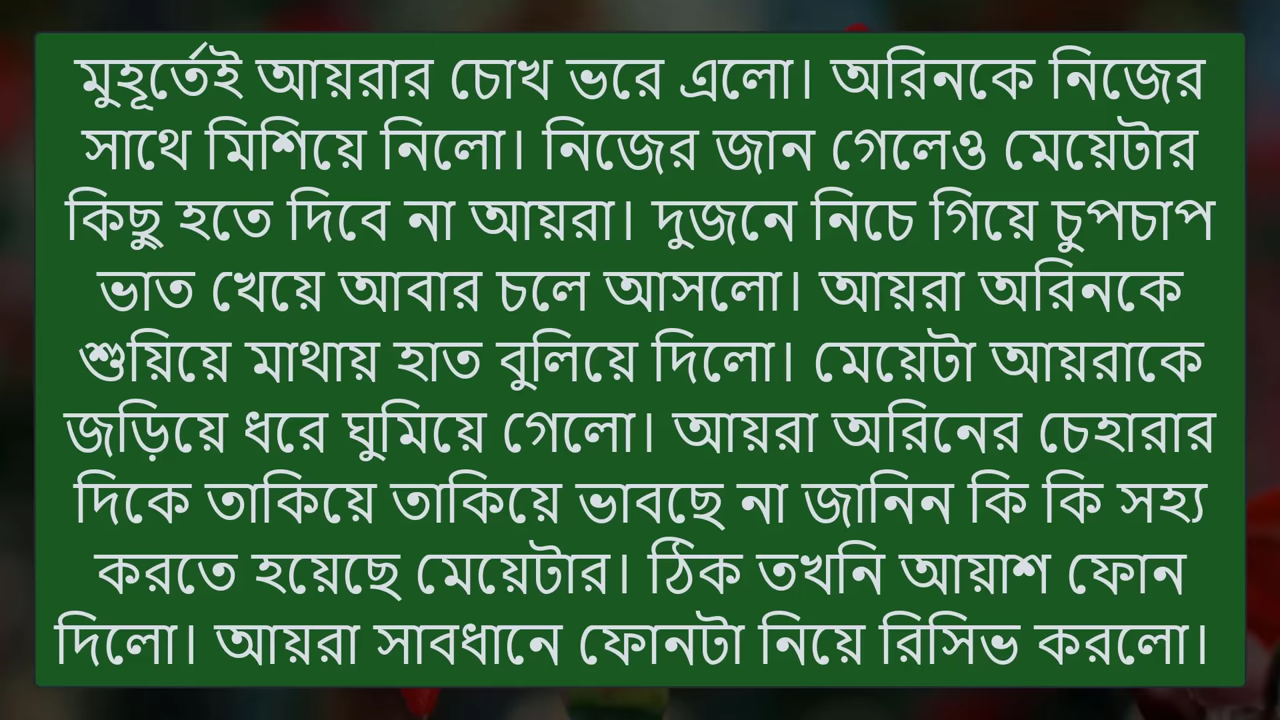 মুহূর্তেই আয়রার চোখ ভরে এলো। অরিনকে নিজের
সাথে মিশিয়ে নিলো। নিজের জান গেলেও মেয়েটার
কিছু হতে দিবে না আয়রা। দুজনে নিচে গিয়ে চুপচাপ
ভাত খেয়ে আবার চলে আসলো। আয়রা অরিনকে
শুয়িয়ে মাথায় হাত বুলিয়ে দিলো। মেয়েটা আয়রাকে
জড়িয়ে ধরে ঘুমিয়ে গেলো। আয়রা অরিনের চেহারার
দিকে তাকিয়ে তাকিয়ে ভাবছে না জানিন কি কি সহ্য
করতে হয়েছে মেয়েটার। ঠিক তখনি আয়াশ ফোন
দিলো। আয়রা সাবধানে ফোনটা নিয়ে রিসিভ করলো।